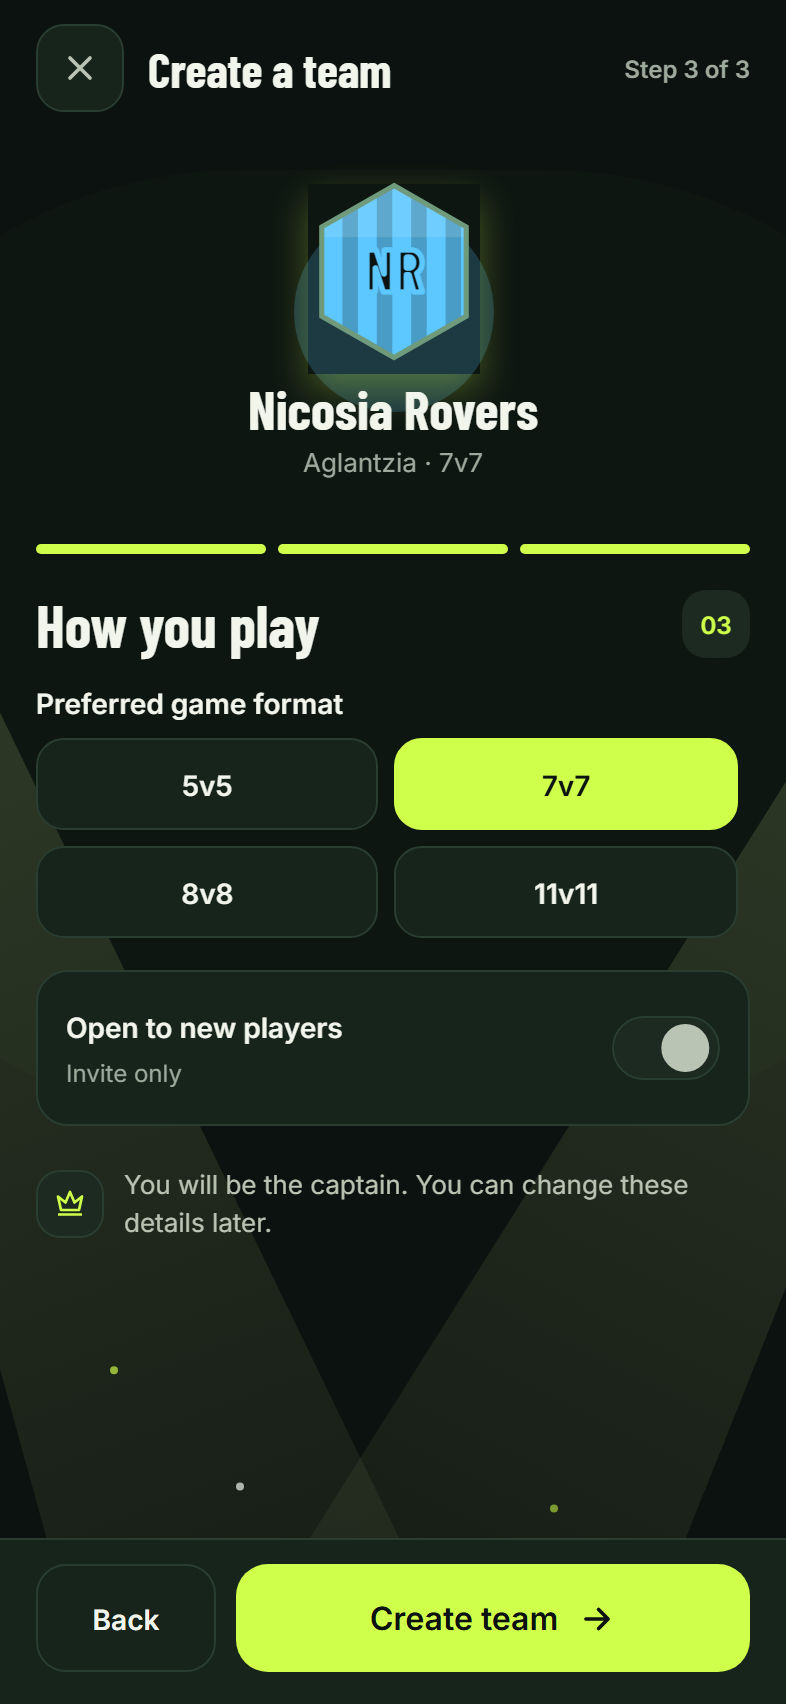 Create a team
Step 3 of 3
NR
Nicosia Rovers
Aglantzia · 7v7
How you play
03
Preferred game format
5v5
7v7
8v8
11v11
Open to new players
Invite only
You will be the captain. You can change these
details later.
Back
Create team